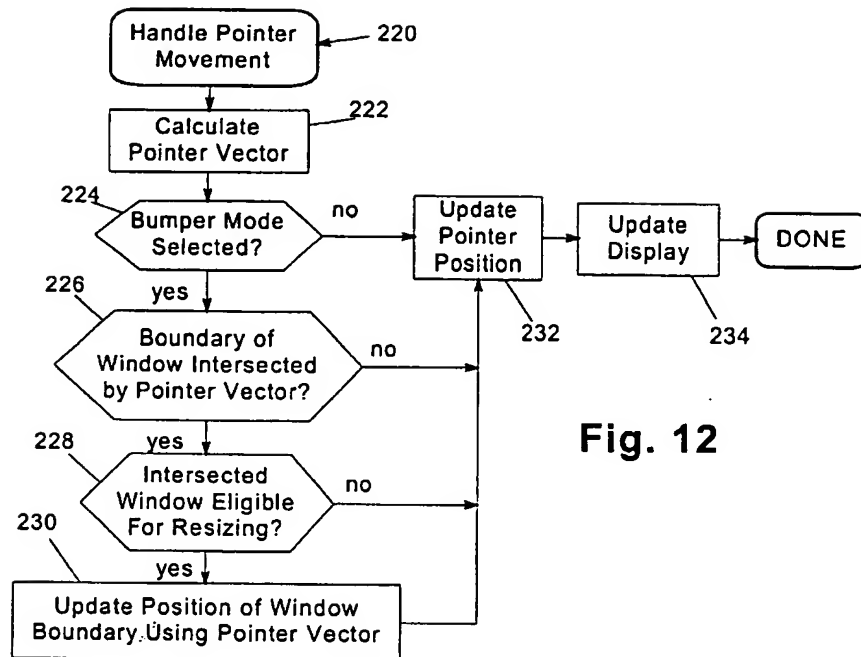 Handle Pointer
Movement
220
Calculate
Pointer Vector
222
224
Bumper Mode
Selected?
no
yes
Update
Pointer
Position
232
Update
Display
234
DONE
226
Boundary of
Window Intersected
by Pointer Vector?
no
yes
228
Intersected
Window Eligible
For Resizing?
no
yes
230
Update Position of Window
Boundary Using Pointer Vector
Fig. 12